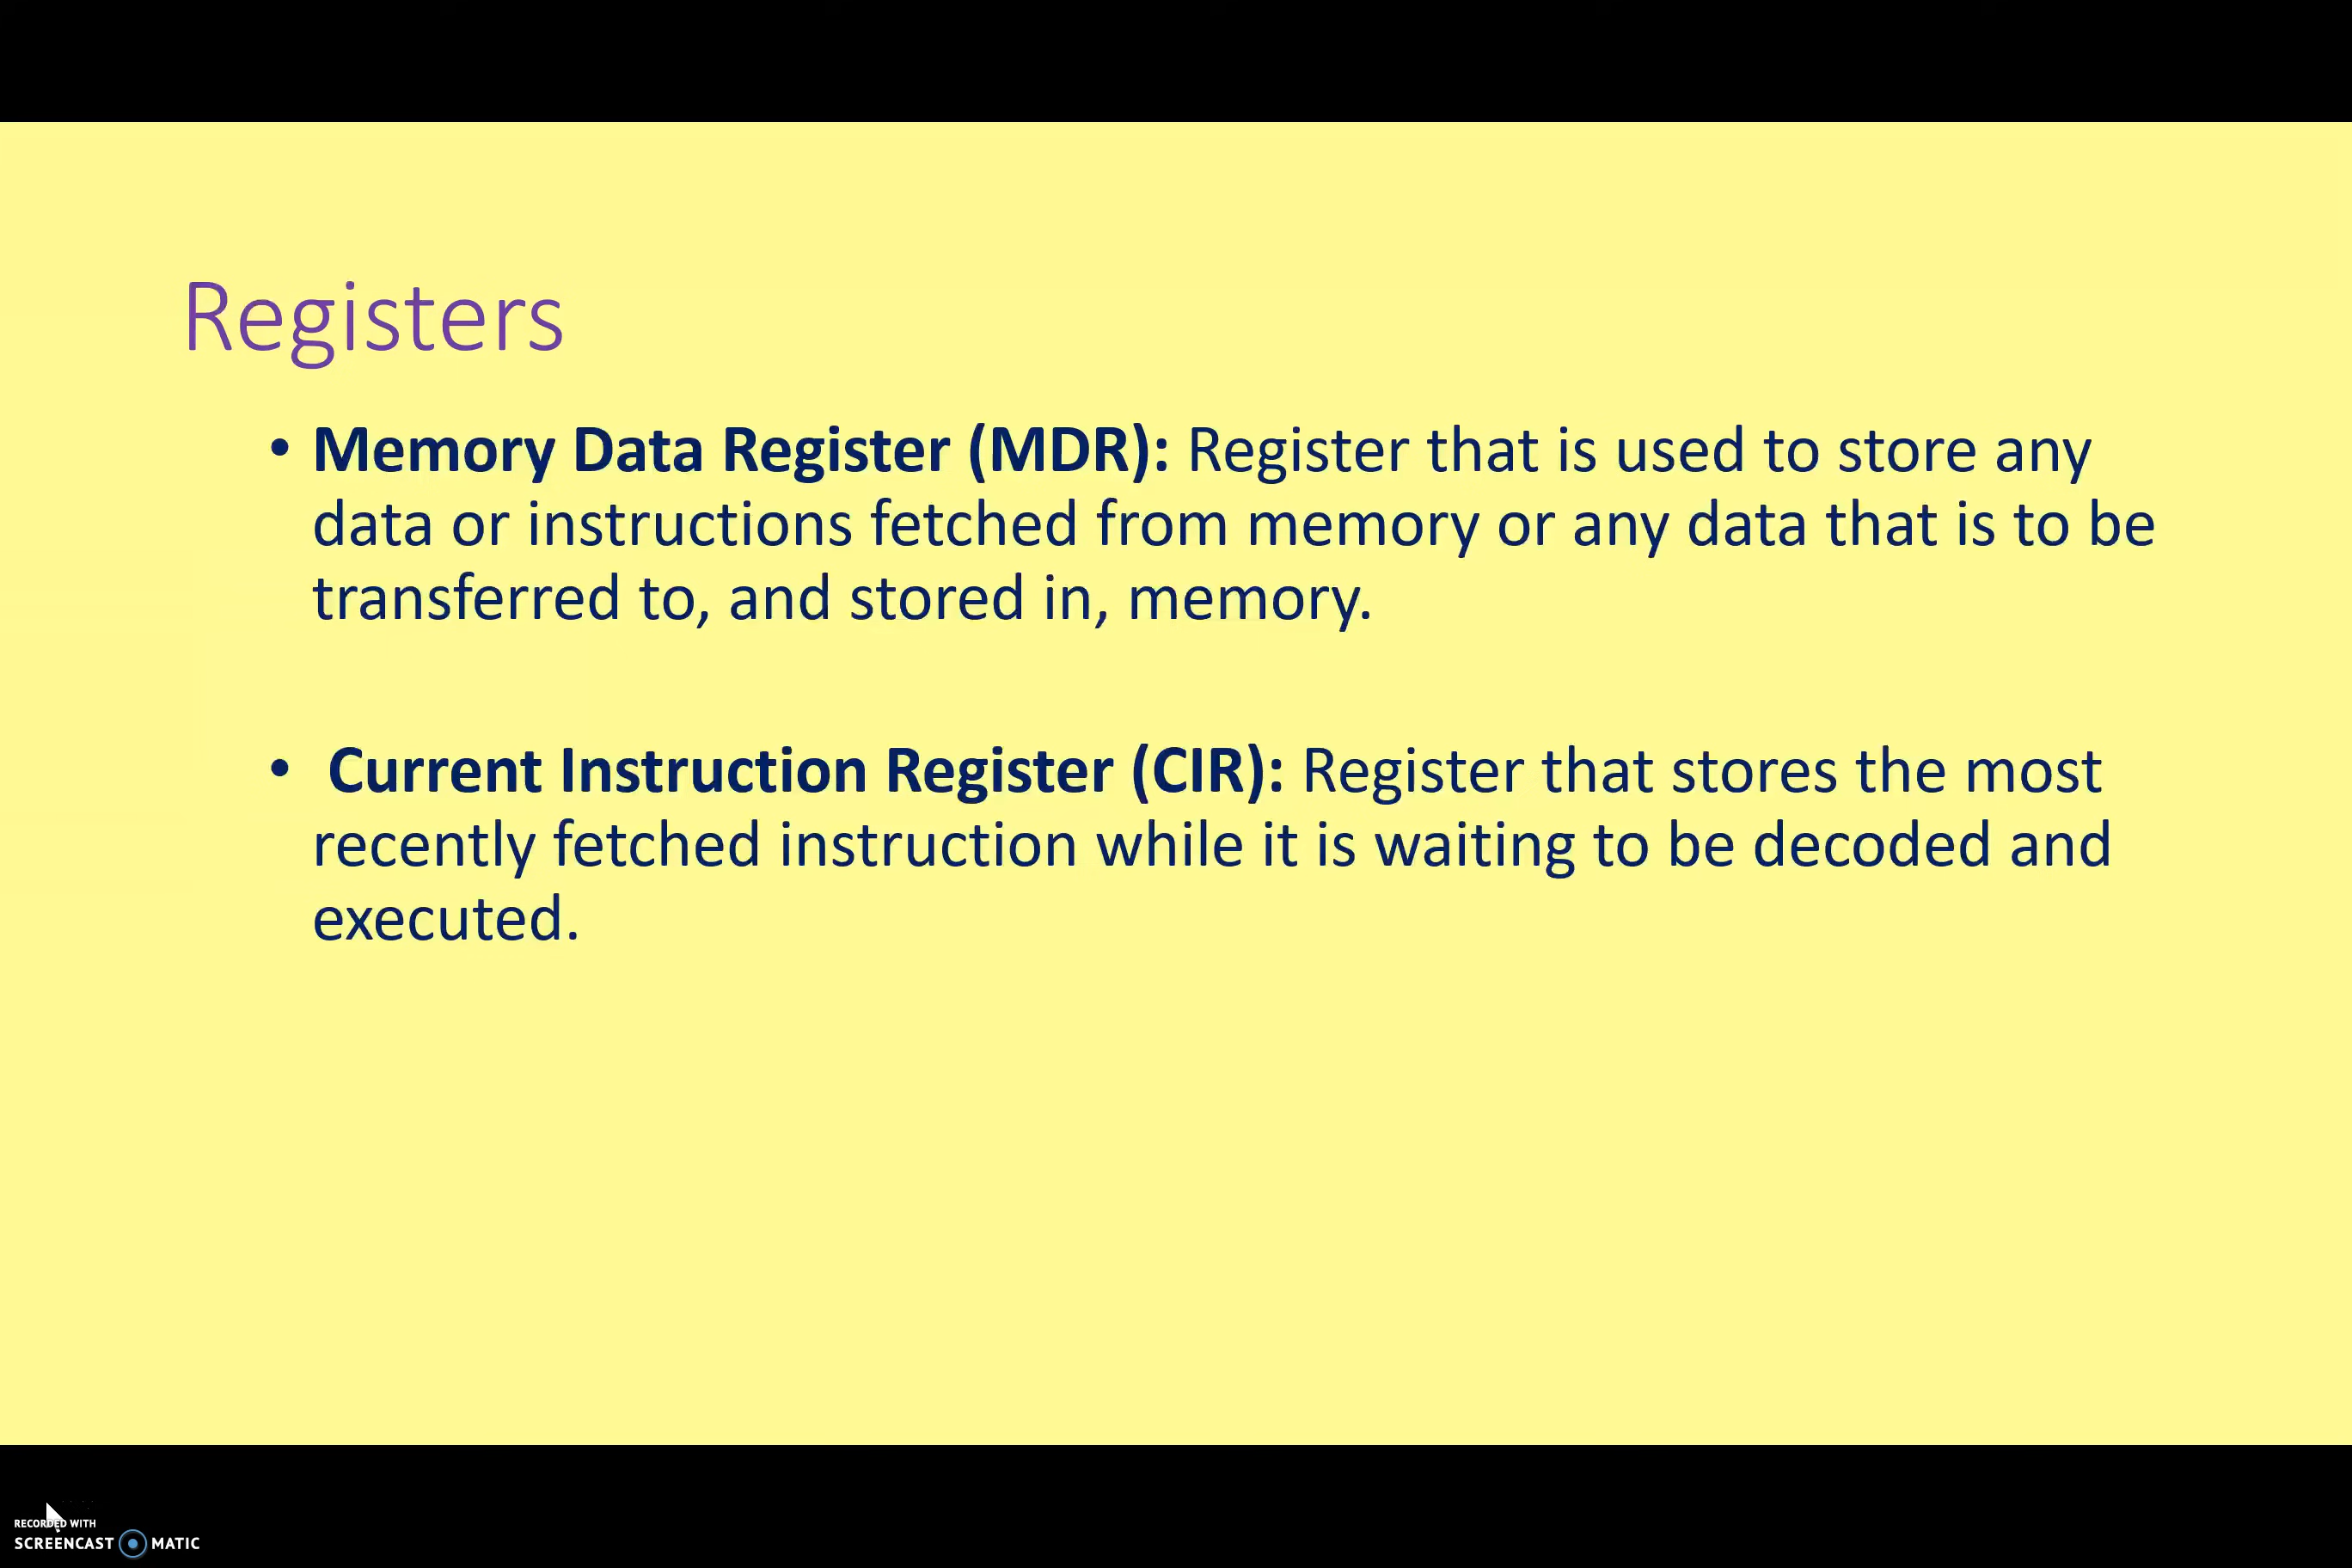 Registers
• Memory Data Register (MDR): Register that is used to store any
data or instructions fetched from memory or any data that is to be
transferred to, and stored in, memory.
• Current Instruction Register (CIR): Register that stores the most
recently fetched instruction while it is waiting to be decoded and
executed.
RECORDED WITH
SCREENCAST MATIC